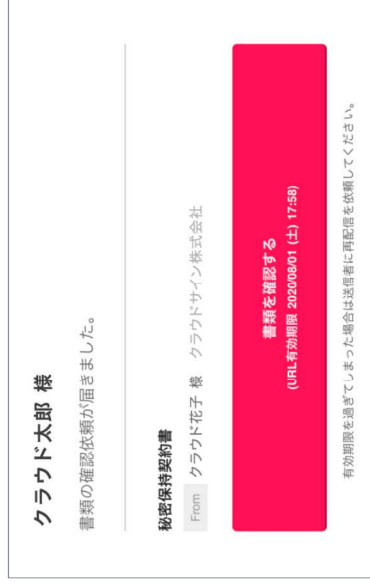 クラウド太郎 様
書類の確認依頼が届きました。
秘密保持契約書
From クラウド花子 様 クラウドサイン株式会社
書類を確認する
(URL有効期限 2020/08/01 (土) 17:58)
有効期限を過ぎてしまった場合は送信者に再配信を依頼してください。